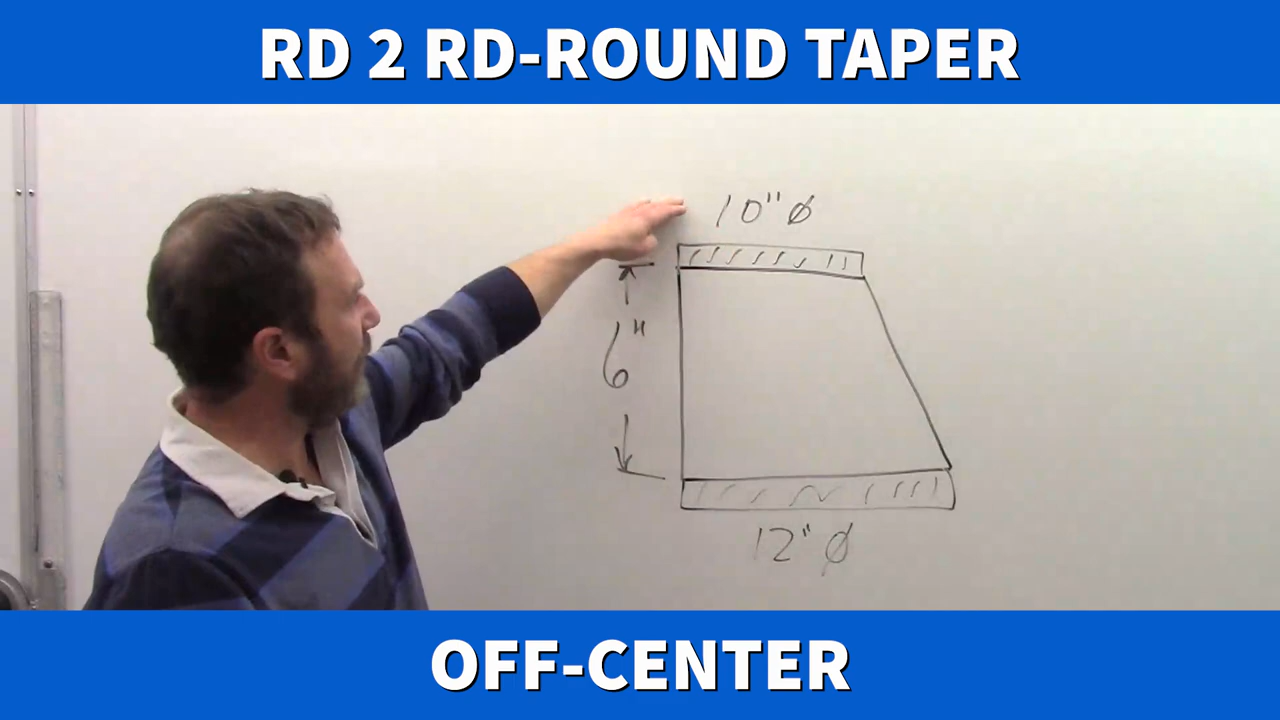 RD 2 RD-ROUND TAPER
10" Ø
6"
12" Ø
OFF-CENTER